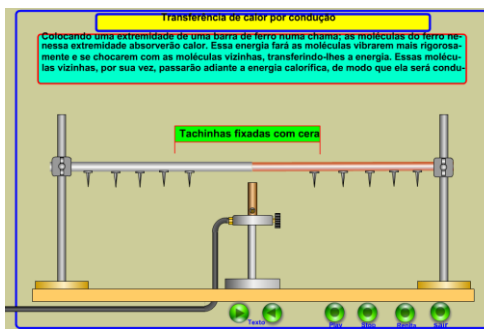 Transferência de calor por condução
Colocando uma extremidade de uma barra de ferro numa chama; as moléculas do ferro ne-
nessa extremidade absorverão calor. Essa energia fará as moléculas vibrarem mais rigorosa-
mente e se chocarem com as moléculas vizinhas, transferindo-lhes a energia. Essas molécu-
las vizinhas, por sua vez, passarão adiante a energia calorífica, de modo que ela será condu-
Tachinhas fixadas com cera
Texto
Play Stop Repita Sair